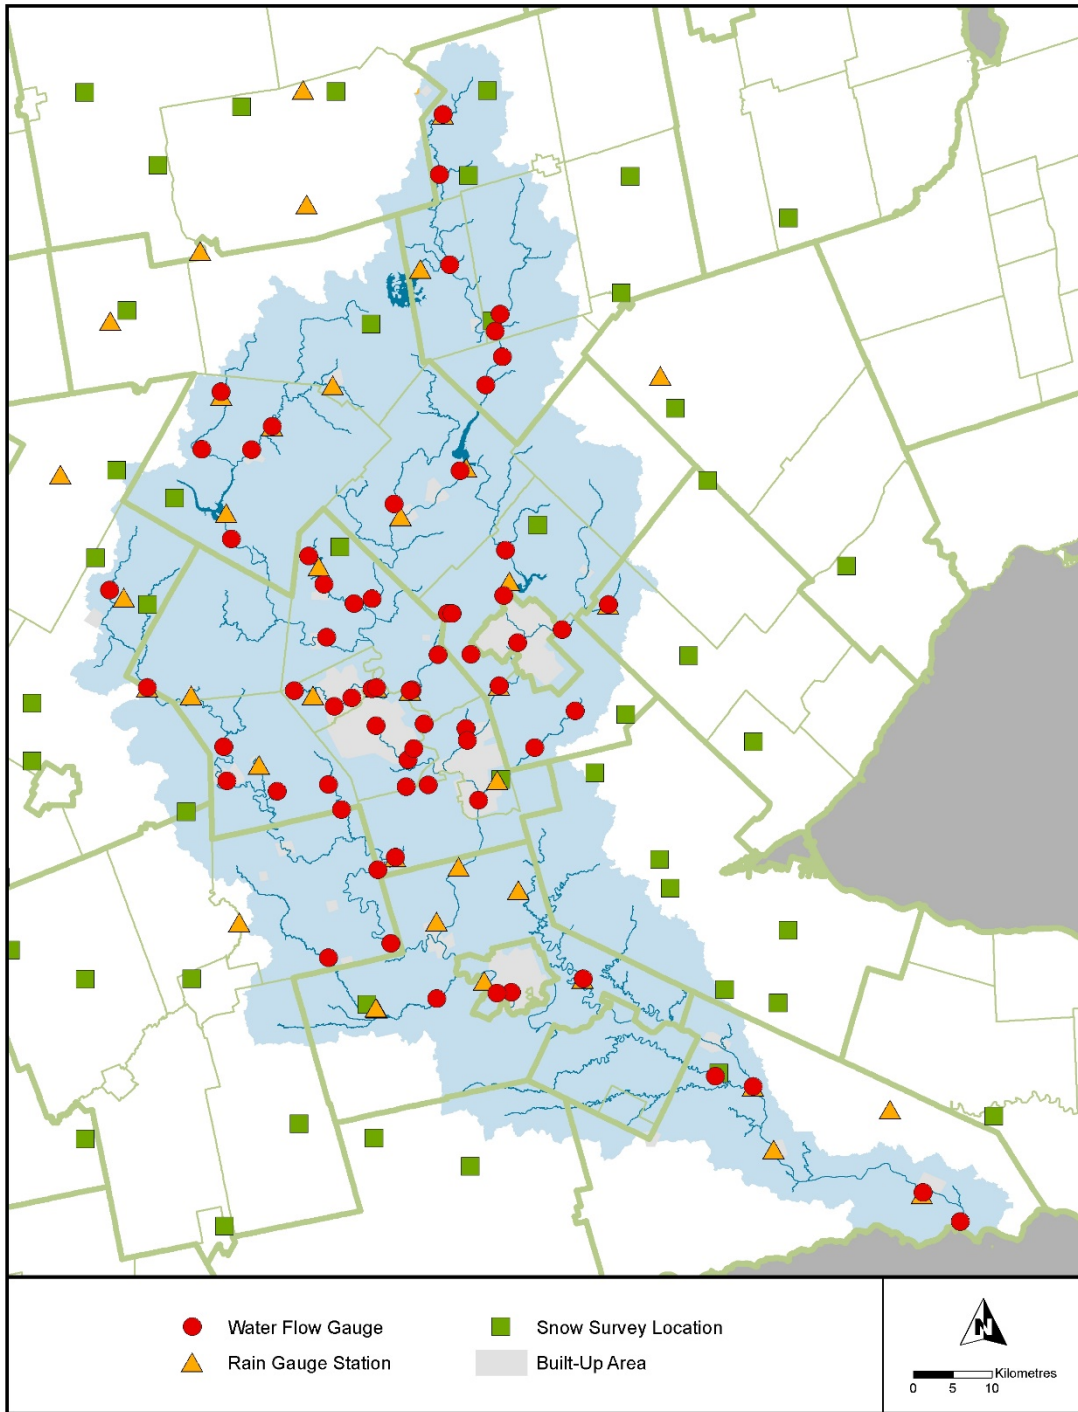 Water Flow Gauge
Snow Survey Location
Rain Gauge Station
Built-Up Area
N
Kilometres
0 5 10